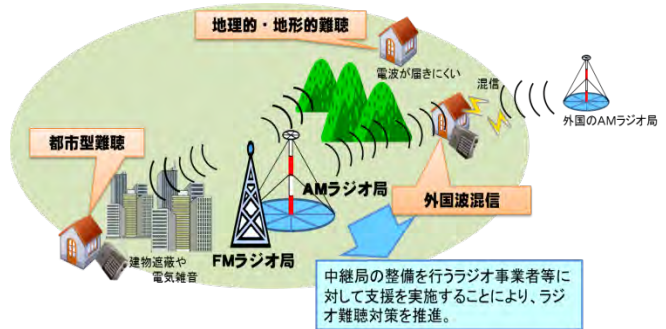 地理的・地形的難聴
電波が届きにくい
混信
外国のAMラジオ局
都市型難聴
AMラジオ局
外国波混信
建物遮蔽や
電気雑音
FMラジオ局
中継局の整備を行うラジオ事業者等に
対して支援を実施することにより、ラジ
オ難聴対策を推進。